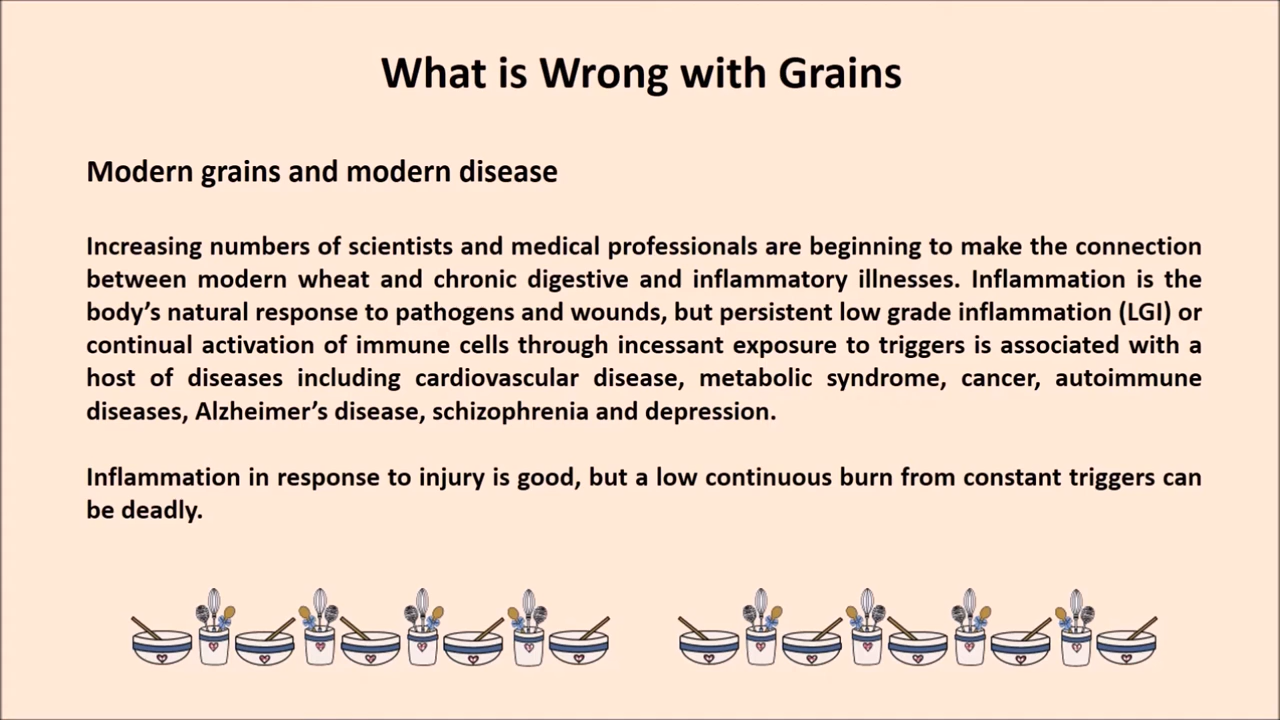 What is Wrong with Grains
Modern grains and modern disease
Increasing numbers of scientists and medical professionals are beginning to make the connection
between modern wheat and chronic digestive and inflammatory illnesses. Inflammation is the
body’s natural response to pathogens and wounds, but persistent low grade inflammation (LGI) or
continual activation of immune cells through incessant exposure to triggers is associated with a
host of diseases including cardiovascular disease, metabolic syndrome, cancer, autoimmune
diseases, Alzheimer’s disease, schizophrenia and depression.
Inflammation in response to injury is good, but a low continuous burn from constant triggers can
be deadly.